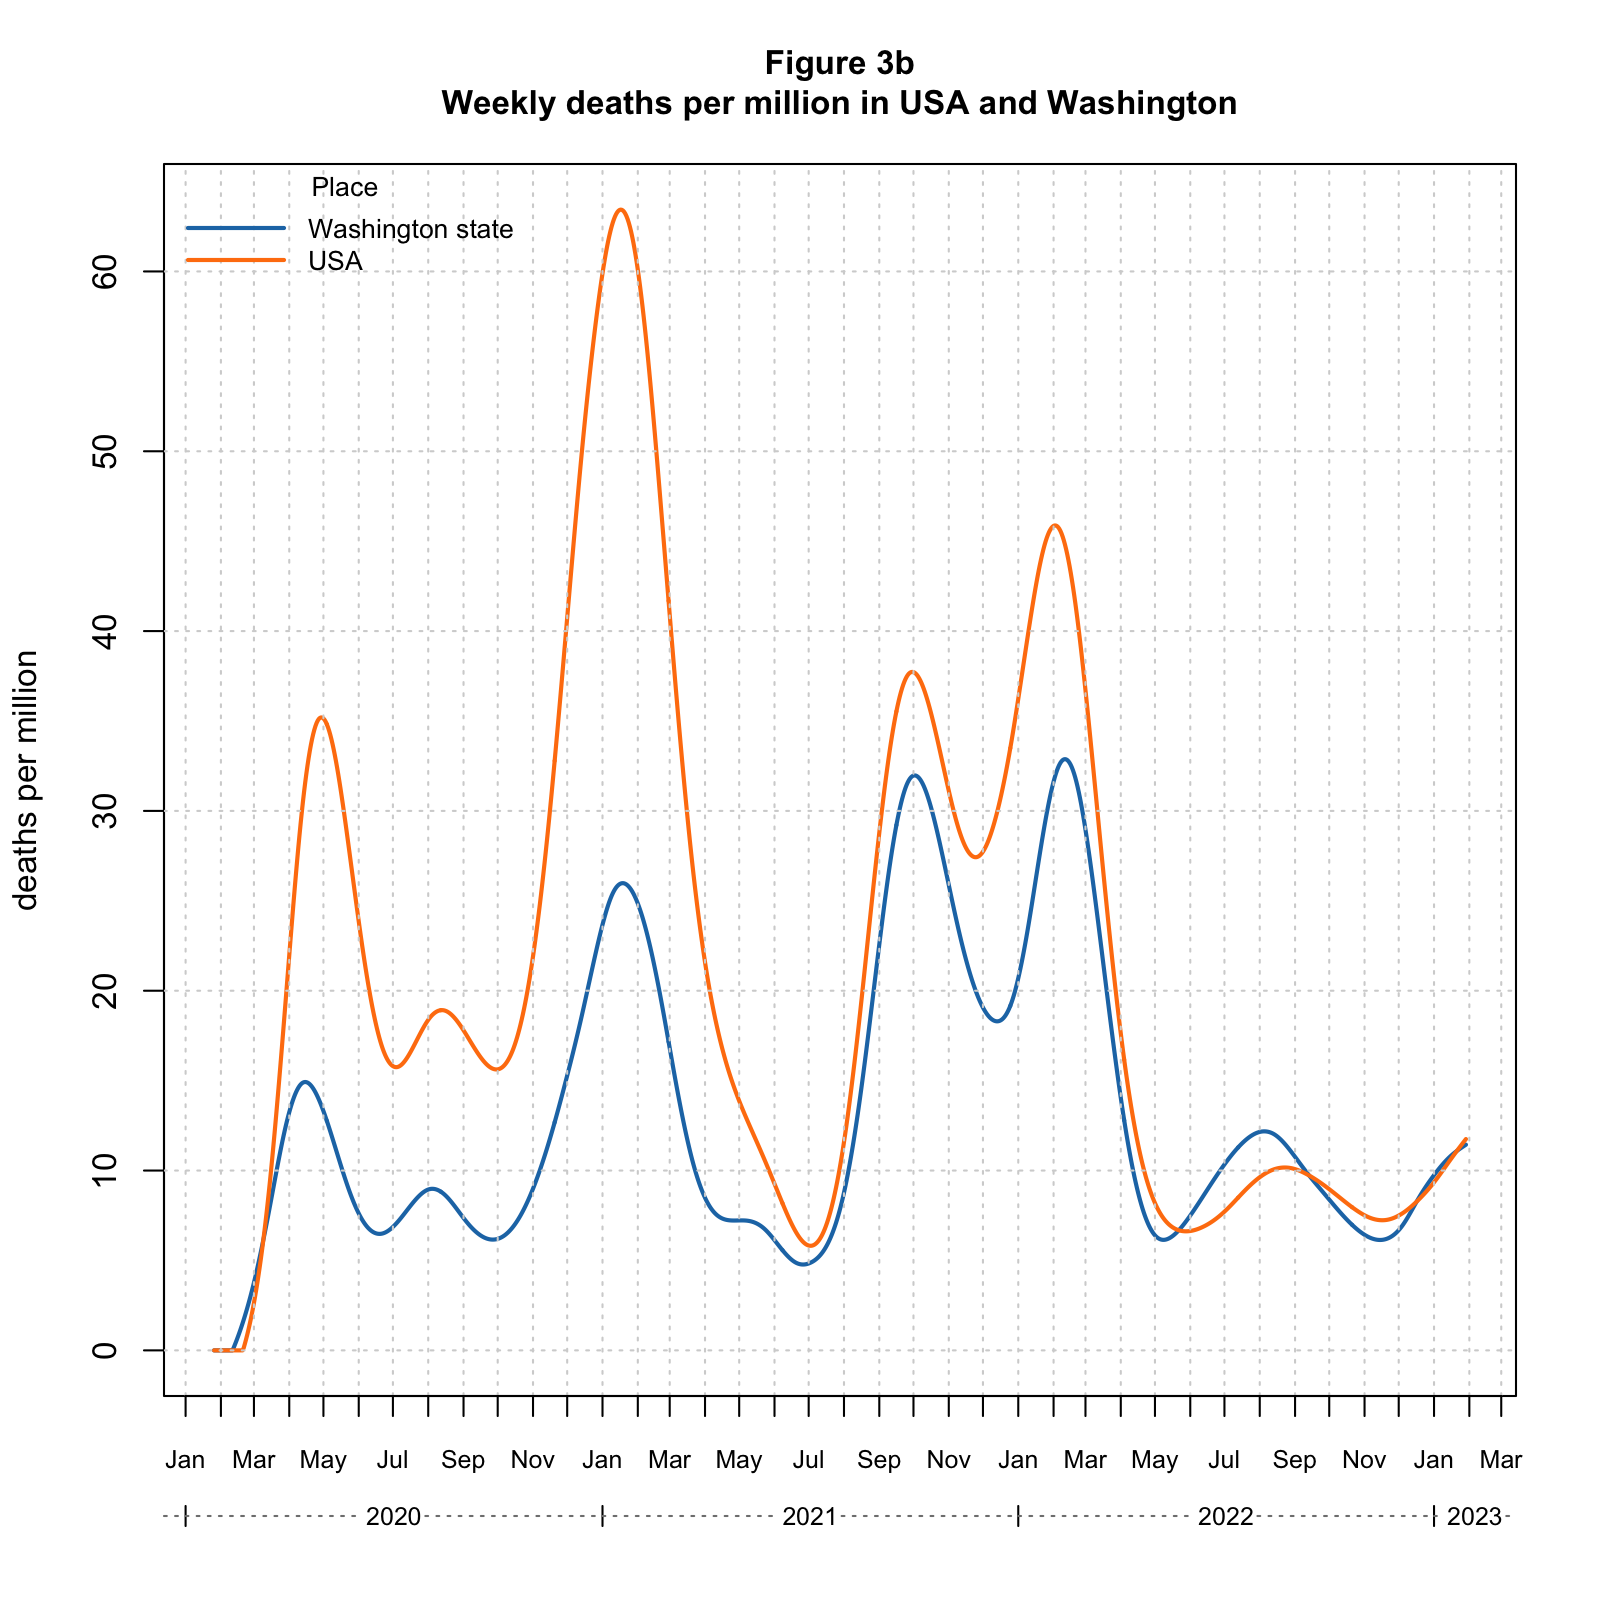 Figure 3b
Weekly deaths per million in USA and Washington
Place
Washington state
USA
deaths per million
60
50
40
30
20
10
0
Jan Mar May Jul Sep Nov Jan Mar May Jul Sep Nov Jan Mar May Jul Sep Nov Jan Mar
2020 2021 2022 2023